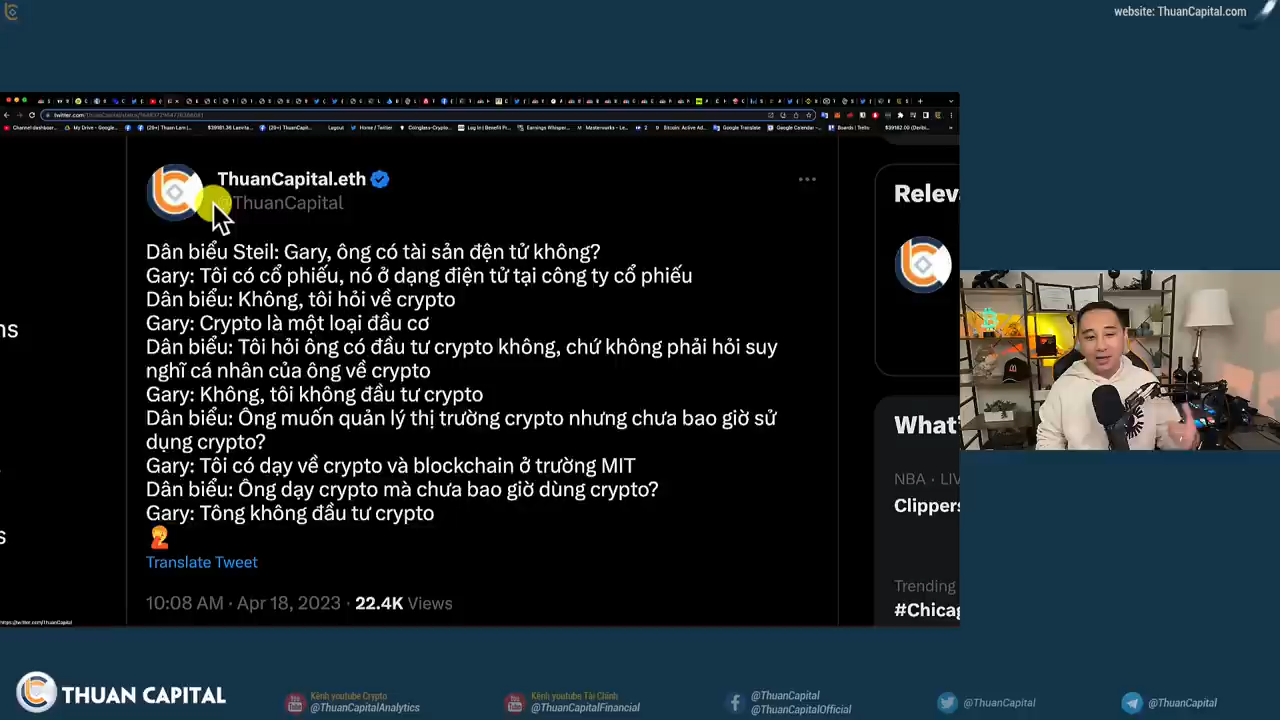 website: ThuanCapital.com
ThuanCapital.eth
@ThuanCapital
Dân biểu Steil: Gary, ông có tài sản đện tử không?
Gary: Tôi có cổ phiếu, nó ở dạng điện tử tại công ty cổ phiếu
Dân biểu: Không, tôi hỏi về crypto
Gary: Crypto là một loại đầu cơ
Dân biểu: Tôi hỏi ông có đầu tư crypto không, chứ không phải hỏi suy
nghĩ cá nhân của ông về crypto
Gary: Không, tôi không đầu tư crypto
Dân biểu: Ông muốn quản lý thị trường crypto nhưng chưa bao giờ sử
dụng crypto?
Gary: Tôi có dạy về crypto và blockchain ở trường MIT
Dân biểu: Ông dạy crypto mà chưa bao giờ dùng crypto?
Gary: Tông không đầu tư crypto
Translate Tweet
10:08 AM · Apr 18, 2023 · 22.4K Views
Relev
What'
NBA · LIV
Clippers
Trending
#Chicag
THUAN CAPITAL
Kênh youtube Crypto
@ThuanCapitalAnalytics
Kênh youtube Tài Chính
@ThuanCapitalFinancial
@ThuanCapital
@ThuanCapitalOfficial
@ThuanCapital
@ThuanCapital